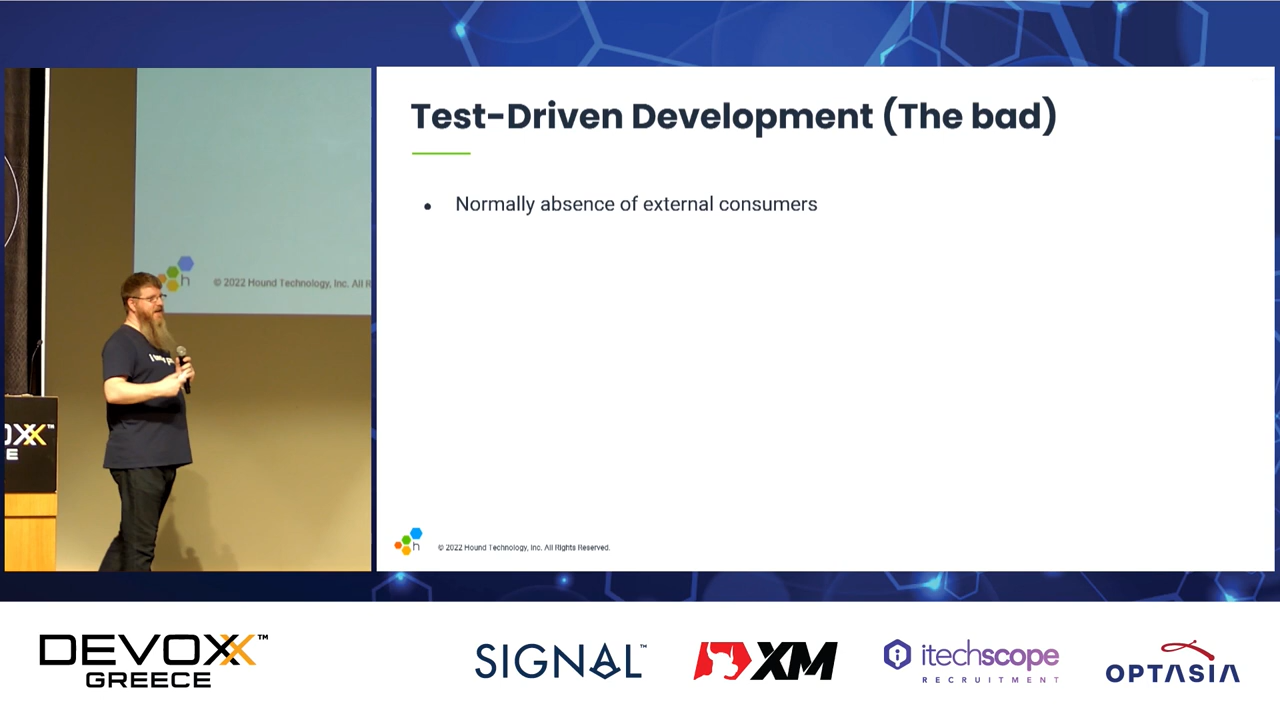 Test-Driven Development (The bad)
• Normally absence of external consumers
h
© 2022 Hound Technology, Inc. All Rights Reserved.
h
© 2022 Hound Technology, Inc. All R
I
OXX™
E
DEVOXX™
GREECE
SIGNAL™
XM
itechscope
RECRUITMENT
OPTASIA